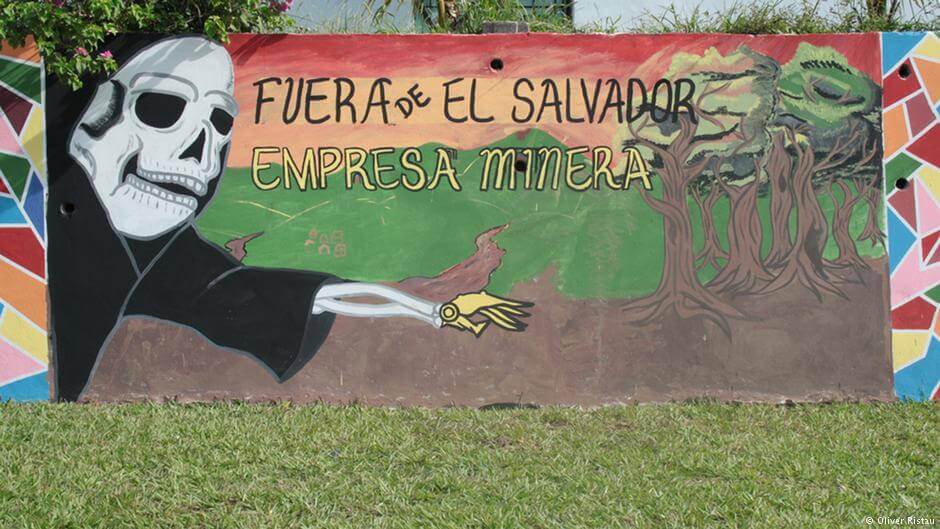 FUERA DE EL SALVADOR
EMPRESA MINERA
© Oliver Ristau